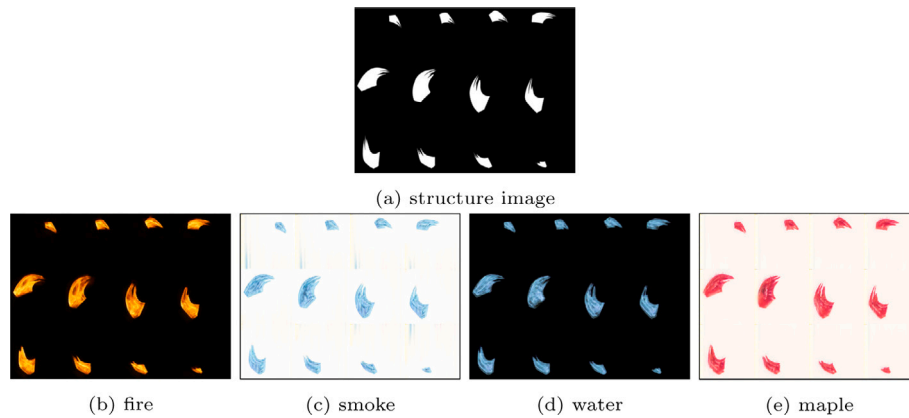 (a) structure image
(b) fire
(c) smoke
(d) water
(e) maple